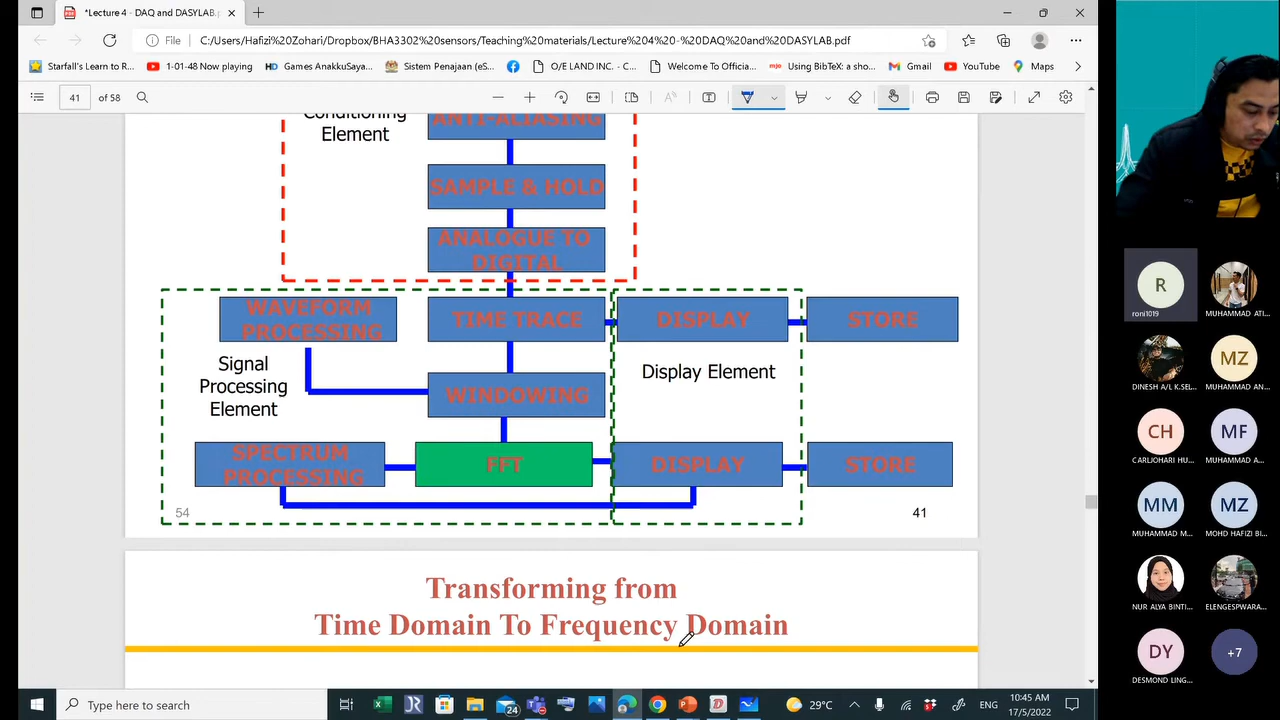 *Lecture 4 - DAQ and DASYLAB.p
File
C:/Users/Hafizi%20Zohari/Dropbox/BHA3302%20sensors/Teaching%20materials/Lecture%204%20-%20DAQ%20and%20DASYLAB.pdf
Starfall's Learn to R...
1-01-48 Now playing
HD Games AnakkuSaya...
Sistem Penajaan (eS...
O/E LAND INC. - C...
Welcome To Officia...
mjo Using BibTeX: a sho...
Gmail
YouTube
Maps
41 of 58
Conditioning
Element
ANTI-ALIASING
SAMPLE & HOLD
ANALOGUE TO
DIGITAL
WAVEFORM
PROCESSING
TIME TRACE
DISPLAY
STORE
Signal
Processing
Element
Display Element
WINDOWING
SPECTRUM
PROCESSING
FFT
DISPLAY
STORE
54
41
Transforming from
Time Domain To Frequency Domain
R
roni1019
MUHAMMAD ATI...
DINESH A/L K.SEL...
MZ
MUHAMMAD AN...
CH
CARLJOHARI HU...
MF
MUHAMMAD A...
MM
MUHAMMAD M...
MZ
MOHD HAFIZI BI...
NUR ALYA BINTI...
ELENGESPWARA...
DY
DESMOND LING...
+7
Type here to search
24
29°C
ENG
10:45 AM
17/5/2022